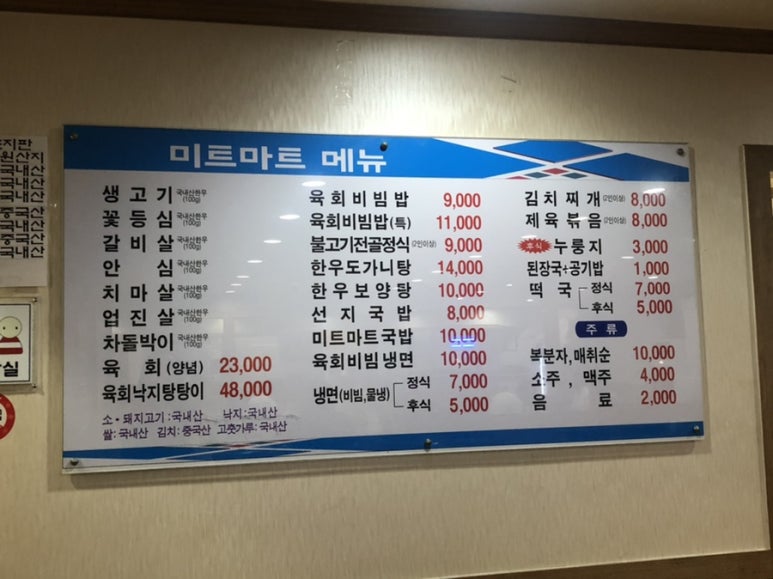 미트마트 메뉴
생고기 국내산한우 (100g)
꽃등심 국내산한우 (100g)
갈비살 국내산한우 (100g)
안심 국내산한우 (100g)
치마살 국내산한우 (100g)
업진살 국내산한우 (100g)
차돌박이 국내산한우 (100g)
육회 (양념) 23,000
육회낙지탕탕이 48,000
소·돼지고기:국내산 낙지:국내산
쌀:국내산 김치:중국산 고춧가루:국내산
육회비빔밥 9,000
육회비빔밥(특) 11,000
불고기전골정식(2인이상) 9,000
한우도가니탕 14,000
한우보양탕 10,000
선지국밥 8,000
미트마트국밥 10,000
육회비빔냉면 10,000
냉면(비빔,물냉) 정식 7,000
후식 5,000
김치찌개(2인이상) 8,000
제육볶음(2인이상) 8,000
후식 누룽지 3,000
된장국+공기밥 1,000
떡국 정식 7,000
후식 5,000
주류
복분자,매취순 10,000
소주, 맥주 4,000
음료 2,000
국내산
국내산